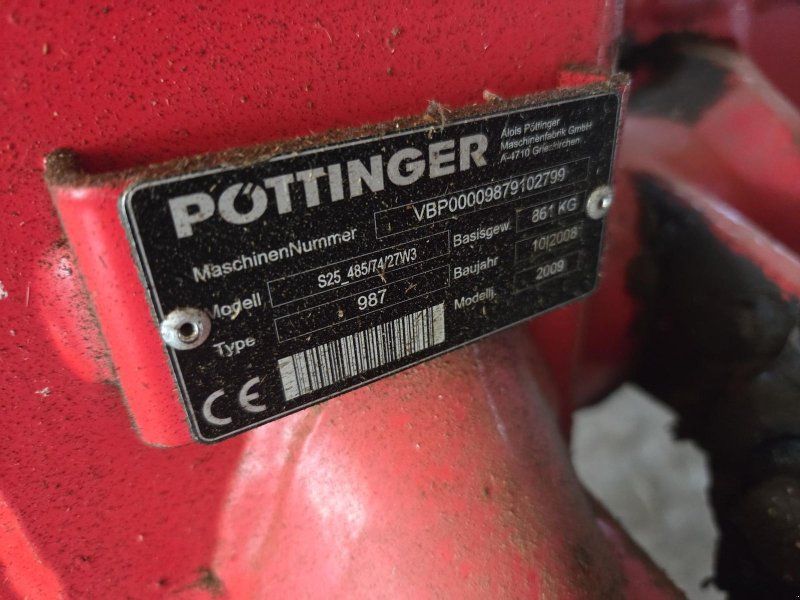 PÖTTINGER
Alois Pöttinger
Maschinenfabrik GmbH
A-4710 Grieskirchen
MaschinenNummer VBP00009879102799
Modell S25_485/74/27W3 Basisgew. 861 KG
Type 987 Baujahr 10|2008
Modellj. 2009
CE